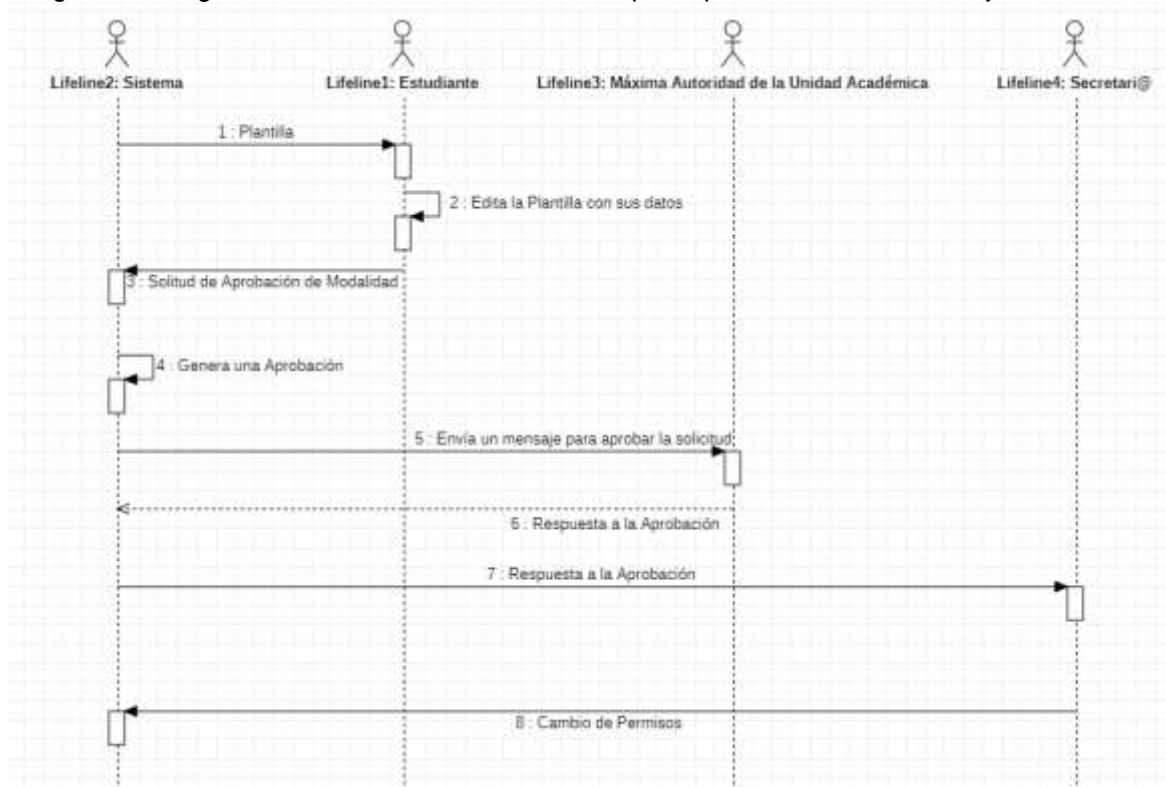 Lifeline2: Sistema
Lifeline1: Estudiante
Lifeline3: Máxima Autoridad de la Unidad Académica
Lifeline4: Secretari@
1 : Plantilla
2 : Edita la Plantilla con sus datos
3 : Solitud de Aprobación de Modalidad
4 : Genera una Aprobación
5 : Envía un mensaje para aprobar la solicitud
6 : Respuesta a la Aprobación
7 : Respuesta a la Aprobación
8 : Cambio de Permisos